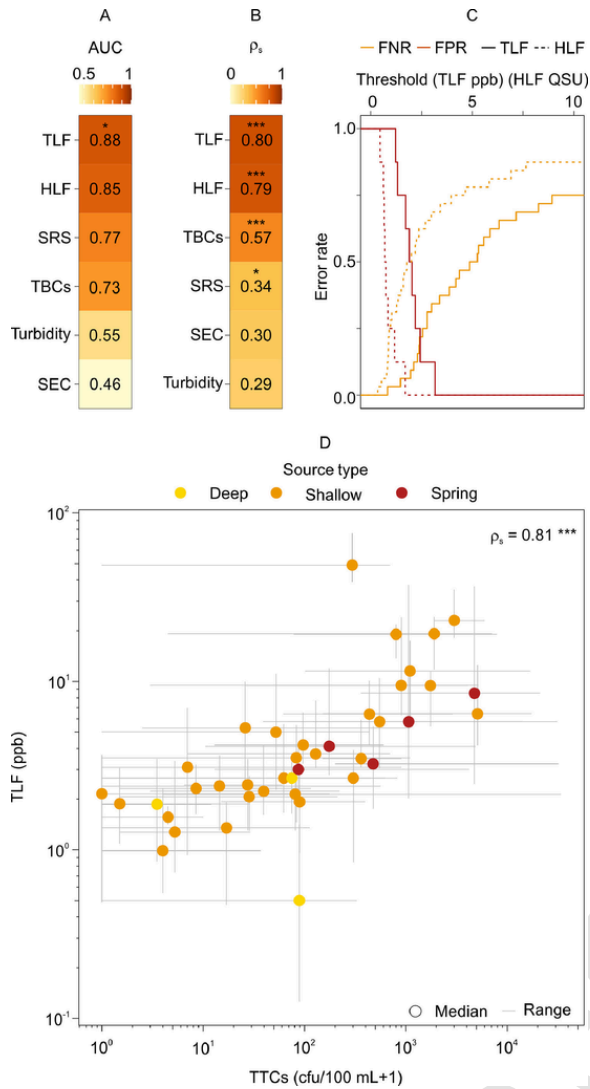 A
AUC
0.5 1
TLF * 0.88
HLF 0.85
SRS 0.77
TBCs 0.73
Turbidity 0.55
SEC 0.46
B
ρs
0 1
TLF *** 0.80
HLF *** 0.79
TBCs *** 0.57
SRS * 0.34
SEC 0.30
Turbidity 0.29
C
FNR FPR TLF HLF
Threshold (TLF ppb) (HLF QSU)
0 5 10
1.0
0.5
0.0
Error rate
D
Source type
Deep Shallow Spring
ρs = 0.81 ***
10²
10¹
10⁰
10⁻¹
TLF (ppb)
Median Range
10⁰ 10¹ 10² 10³ 10⁴
TTCs (cfu/100 mL+1)